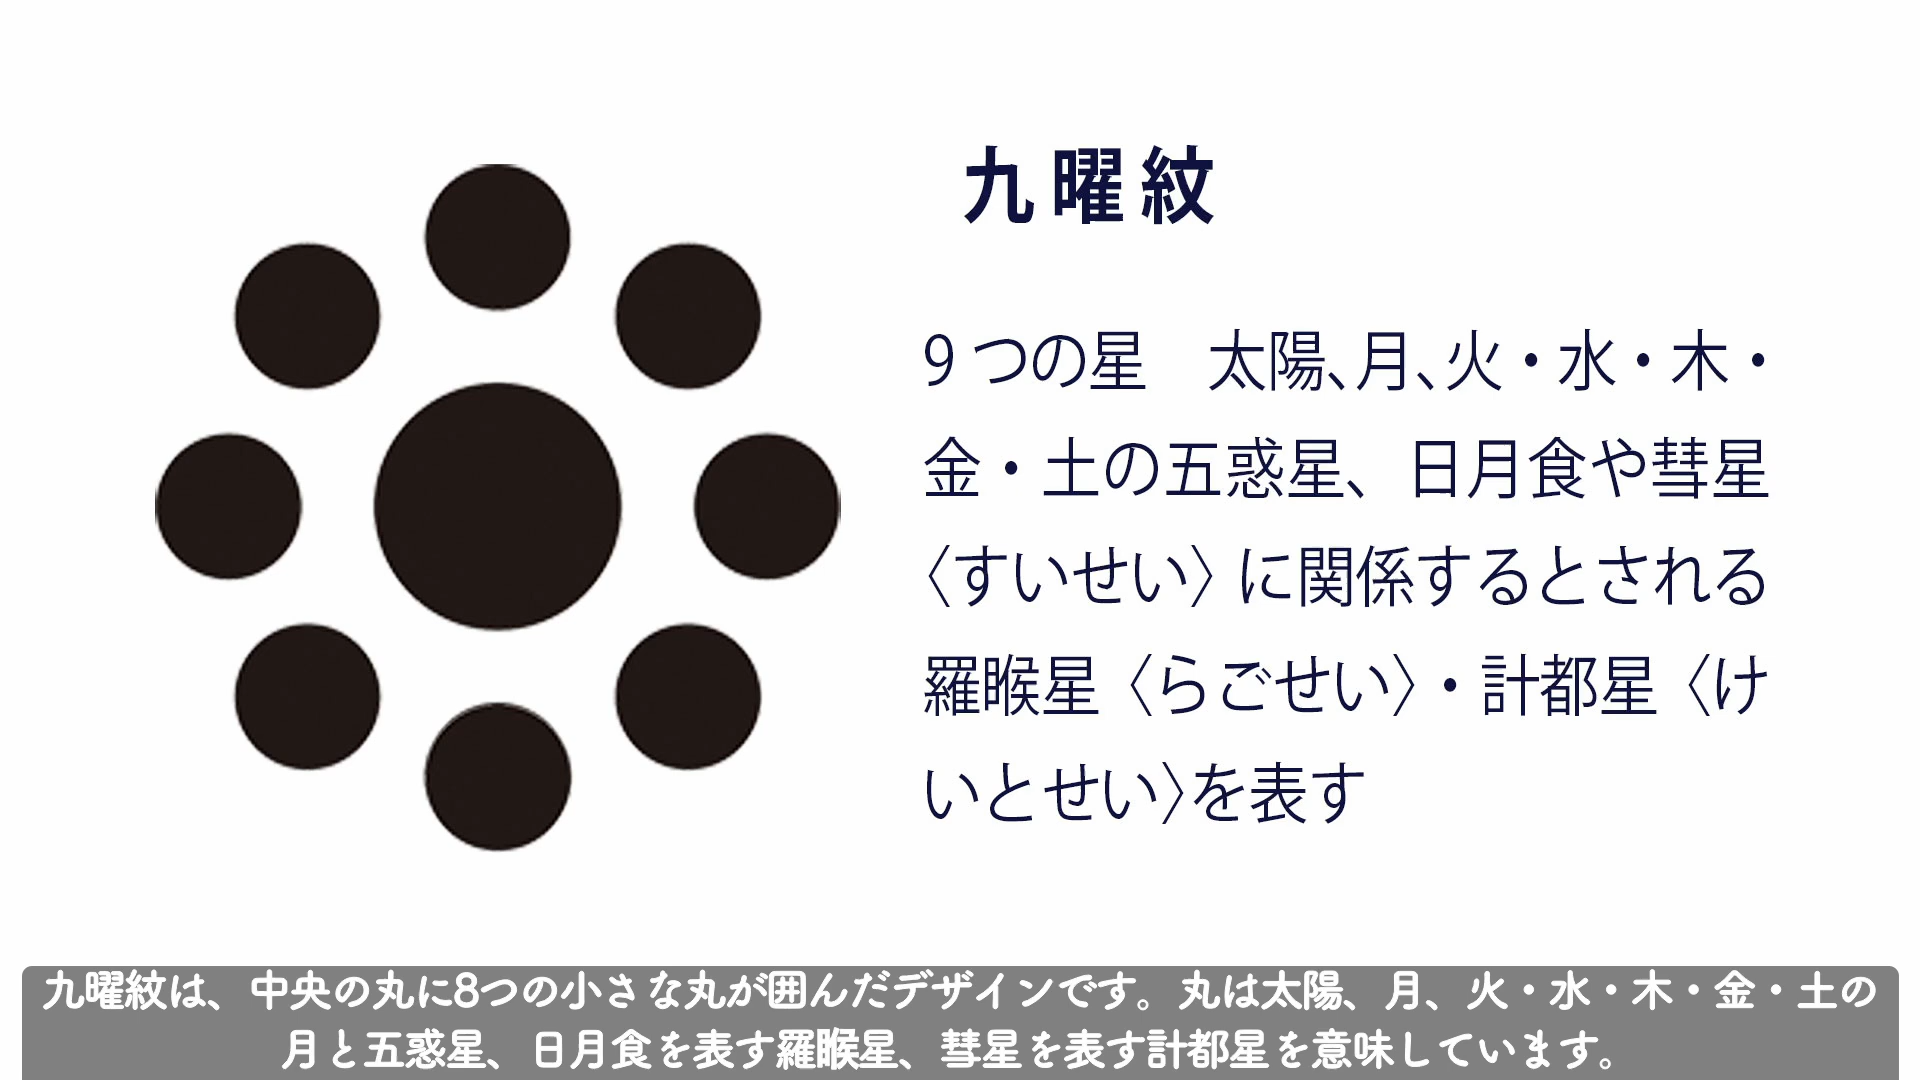 九曜紋
9つの星　太陽、月、火・水・木・
金・土の五惑星、日月食や彗星
〈すいせい〉に関係するとされる
羅睺星〈らごせい〉・計都星〈け
いとせい〉を表す
九曜紋は、中央の丸に8つの小さな丸が囲んだデザインです。丸は太陽、月、火・水・木・金・土の
月と五惑星、日月食を表す羅睺星、彗星を表す計都星を意味しています。